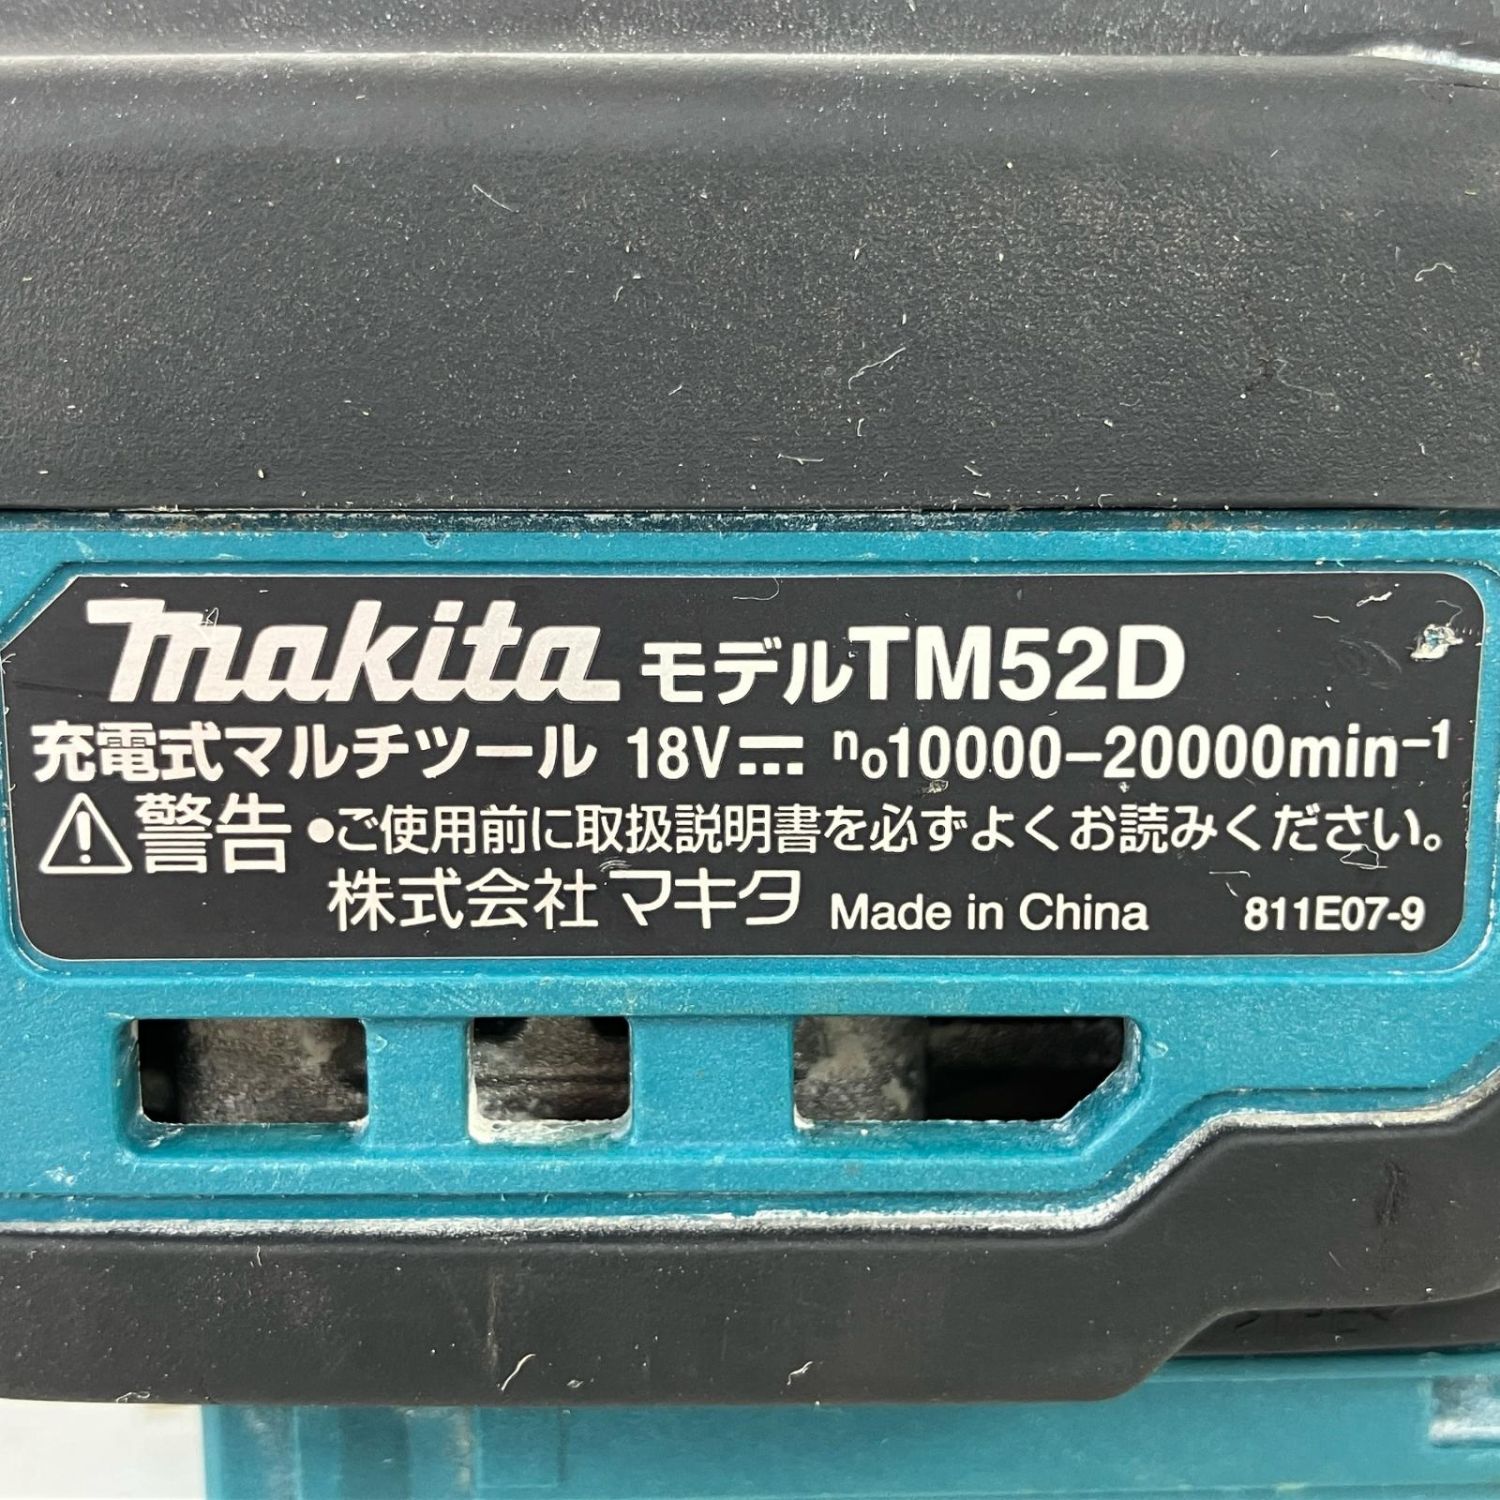 makita モデルTM52D
充電式マルチツール 18V⎓ n₀10000−20000min⁻¹
⚠警告 •ご使用前に取扱説明書を必ずよくお読みください。
株式会社マキタ Made in China 811E07-9